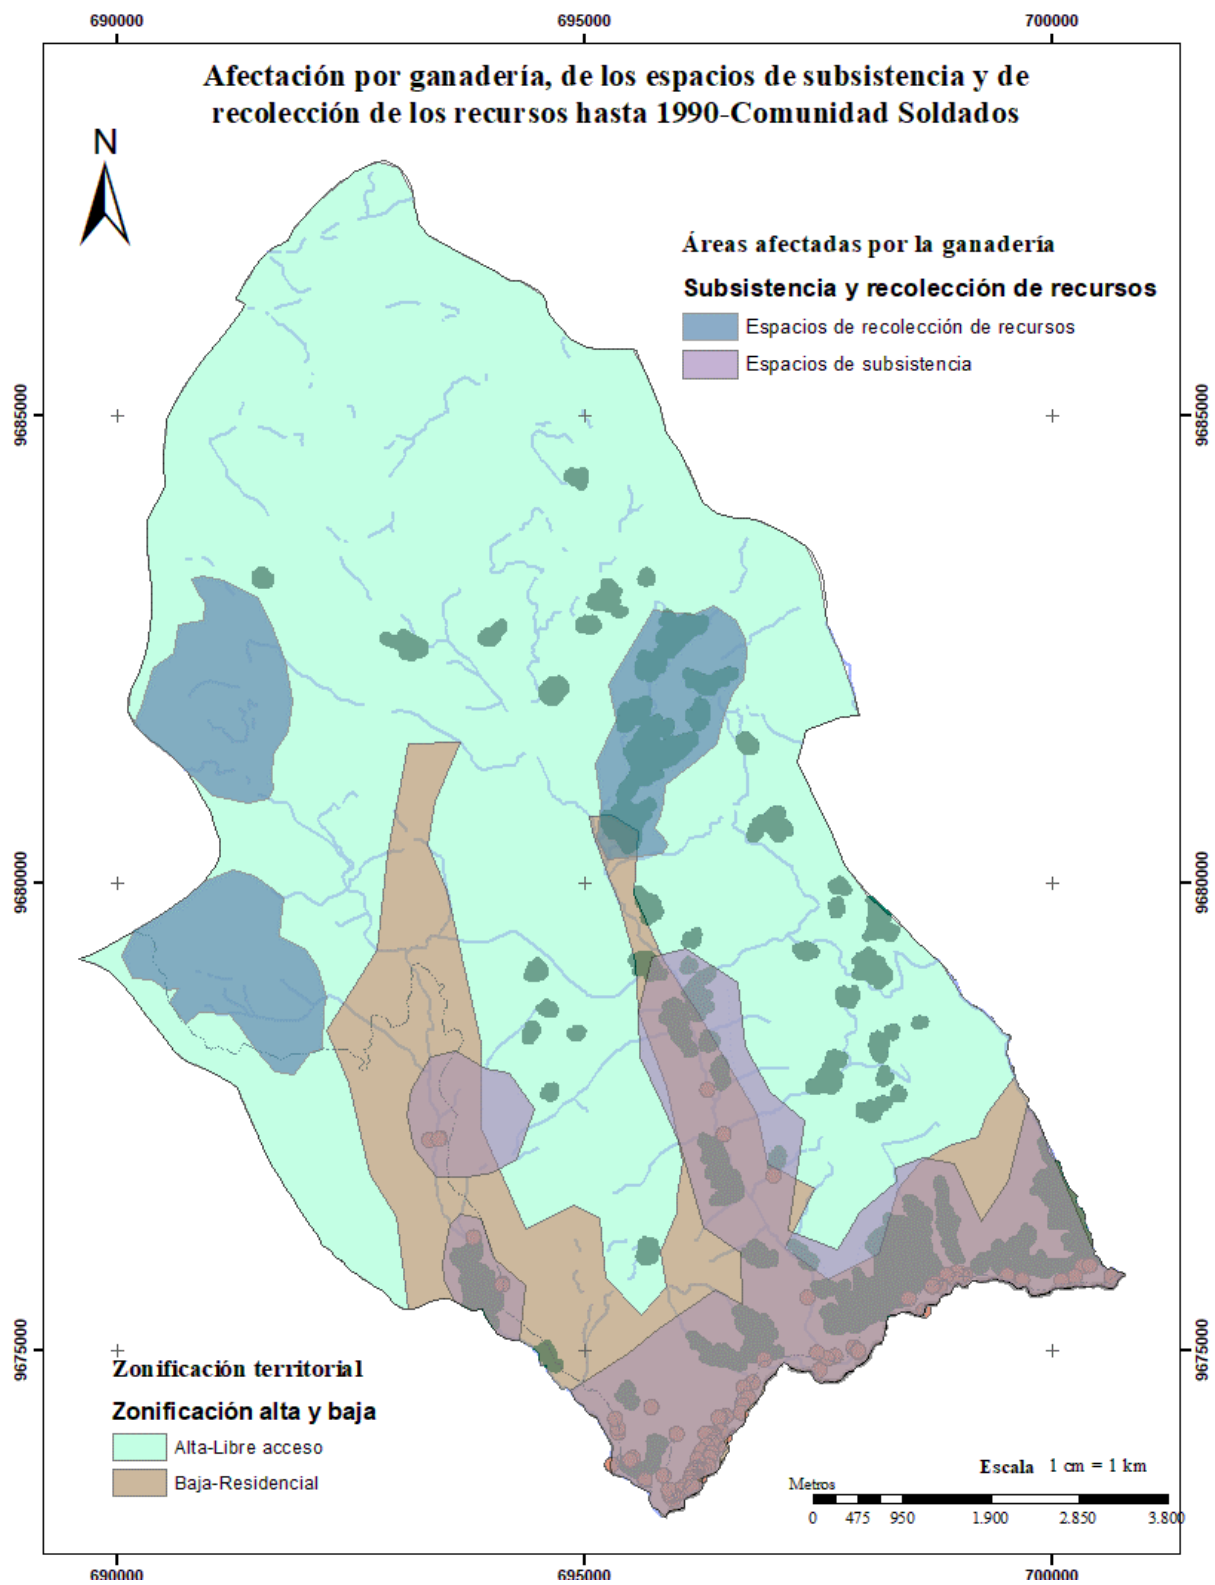 690000
695000
700000
Afectación por ganadería, de los espacios de subsistencia y de
recolección de los recursos hasta 1990-Comunidad Soldados
N
Áreas afectadas por la ganadería
Subsistencia y recolección de recursos
Espacios de recolección de recursos
Espacios de subsistencia
9685000
9685000
9680000
9680000
9675000
9675000
Zonificación territorial
Zonificación alta y baja
Alta-Libre acceso
Baja-Residencial
Escala 1 cm = 1 km
Metros
0 475 950 1.900 2.850 3.800
690000
695000
700000